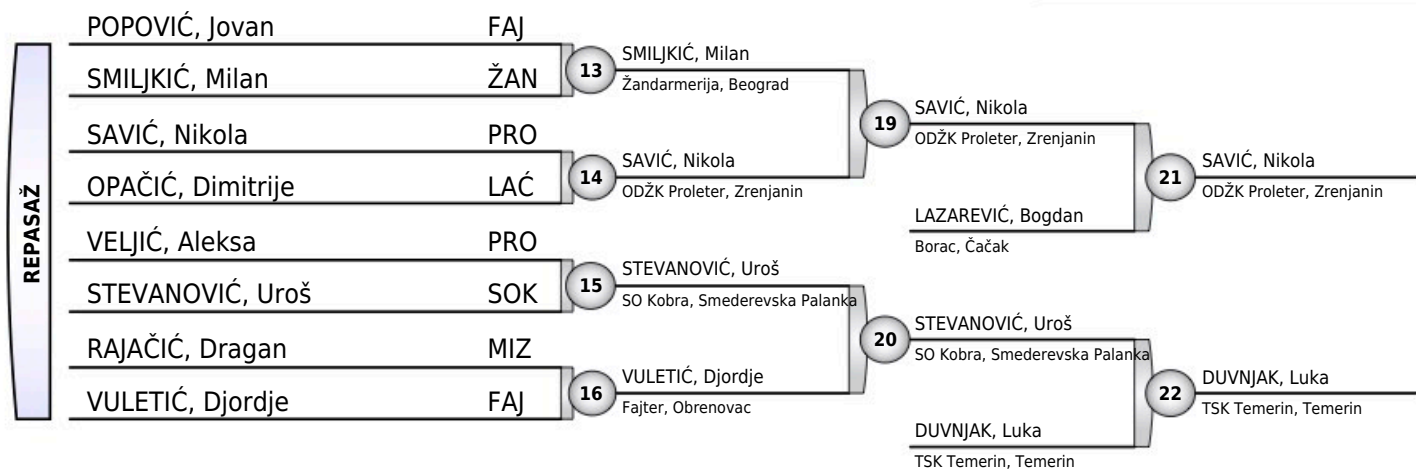 REPASAŽ
POPOVIĆ, Jovan FAJ
SMILJKIĆ, Milan ŽAN
SAVIĆ, Nikola PRO
OPAČIĆ, Dimitrije LAĆ
VELJIĆ, Aleksa PRO
STEVANOVIĆ, Uroš SOK
RAJAČIĆ, Dragan MIZ
VULETIĆ, Djordje FAJ
13
SMILJKIĆ, Milan
Žandarmerija, Beograd
14
SAVIĆ, Nikola
ODŽK Proleter, Zrenjanin
15
STEVANOVIĆ, Uroš
SO Kobra, Smederevska Palanka
16
VULETIĆ, Djordje
Fajter, Obrenovac
19
SAVIĆ, Nikola
ODŽK Proleter, Zrenjanin
LAZAREVIĆ, Bogdan
Borac, Čačak
20
STEVANOVIĆ, Uroš
SO Kobra, Smederevska Palanka
DUVNJAK, Luka
TSK Temerin, Temerin
21
SAVIĆ, Nikola
ODŽK Proleter, Zrenjanin
22
DUVNJAK, Luka
TSK Temerin, Temerin